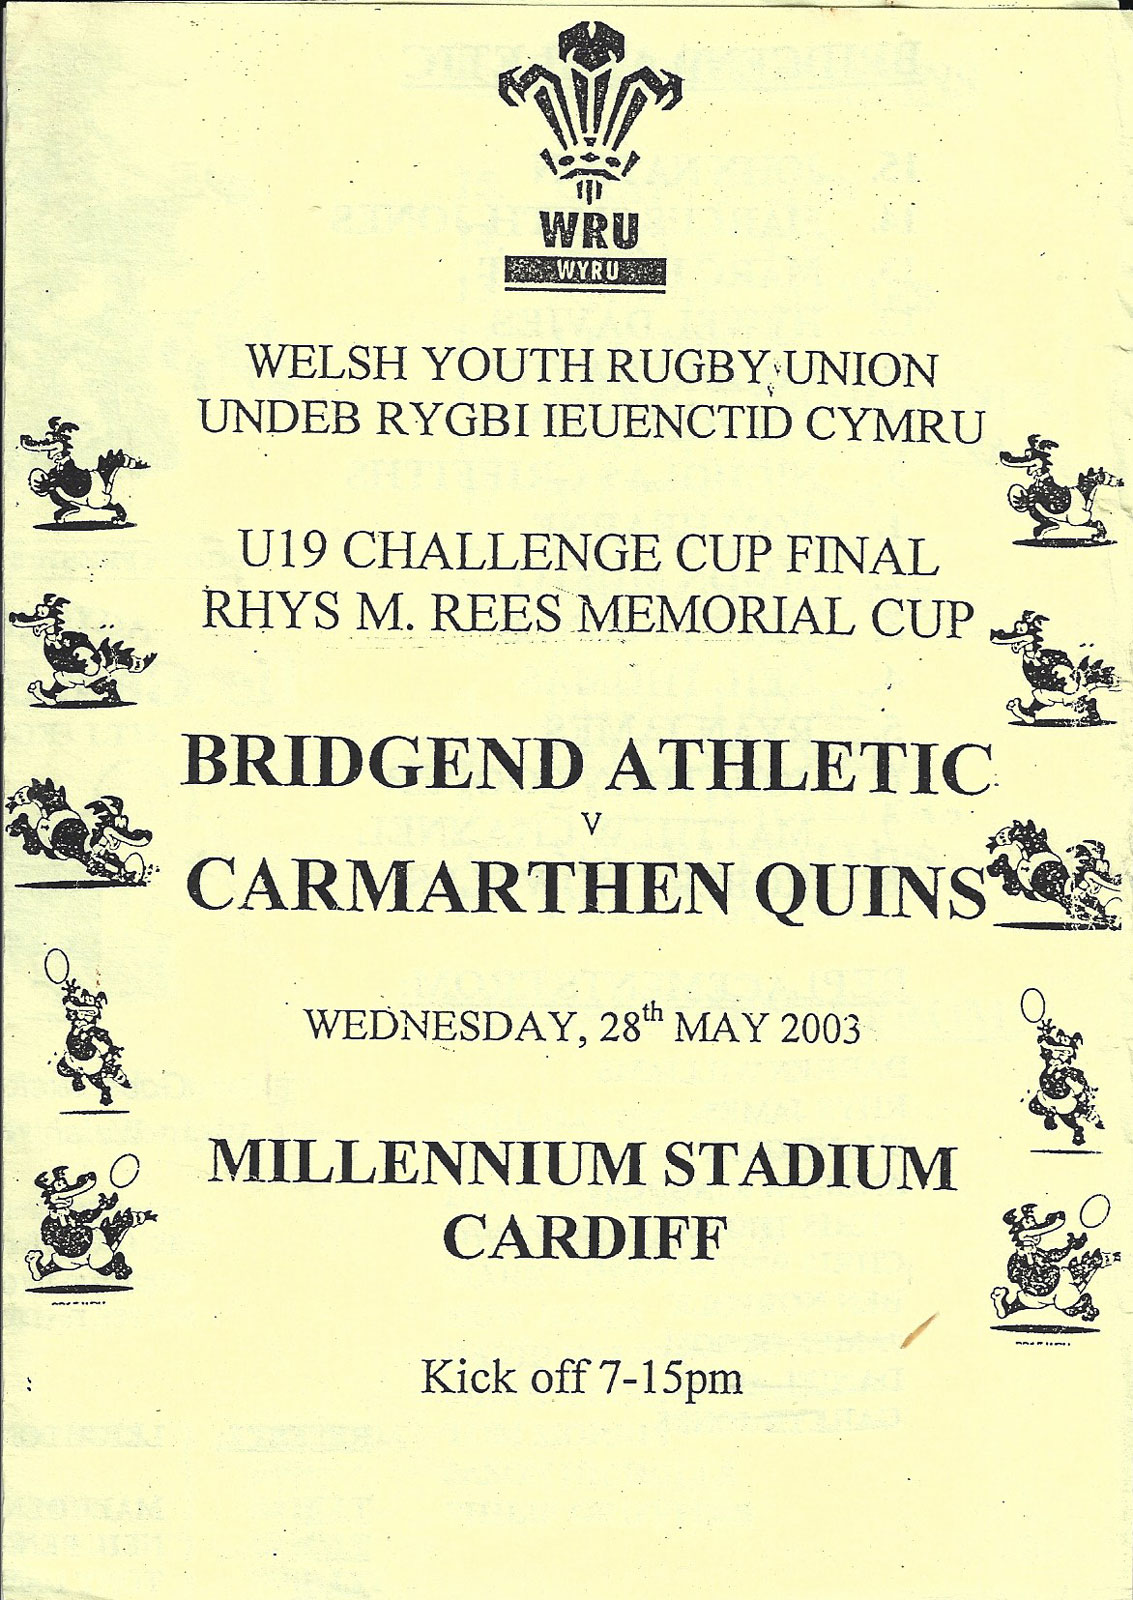 WRU
WYRU
WELSH YOUTH RUGBY UNION
UNDEB RYGBI IEUENCTID CYMRU
U19 CHALLENGE CUP FINAL
RHYS M. REES MEMORIAL CUP
BRIDGEND ATHLETIC
V
CARMARTHEN QUINS
WEDNESDAY, 28th MAY 2003
MILLENNIUM STADIUM
CARDIFF
Kick off 7-15pm